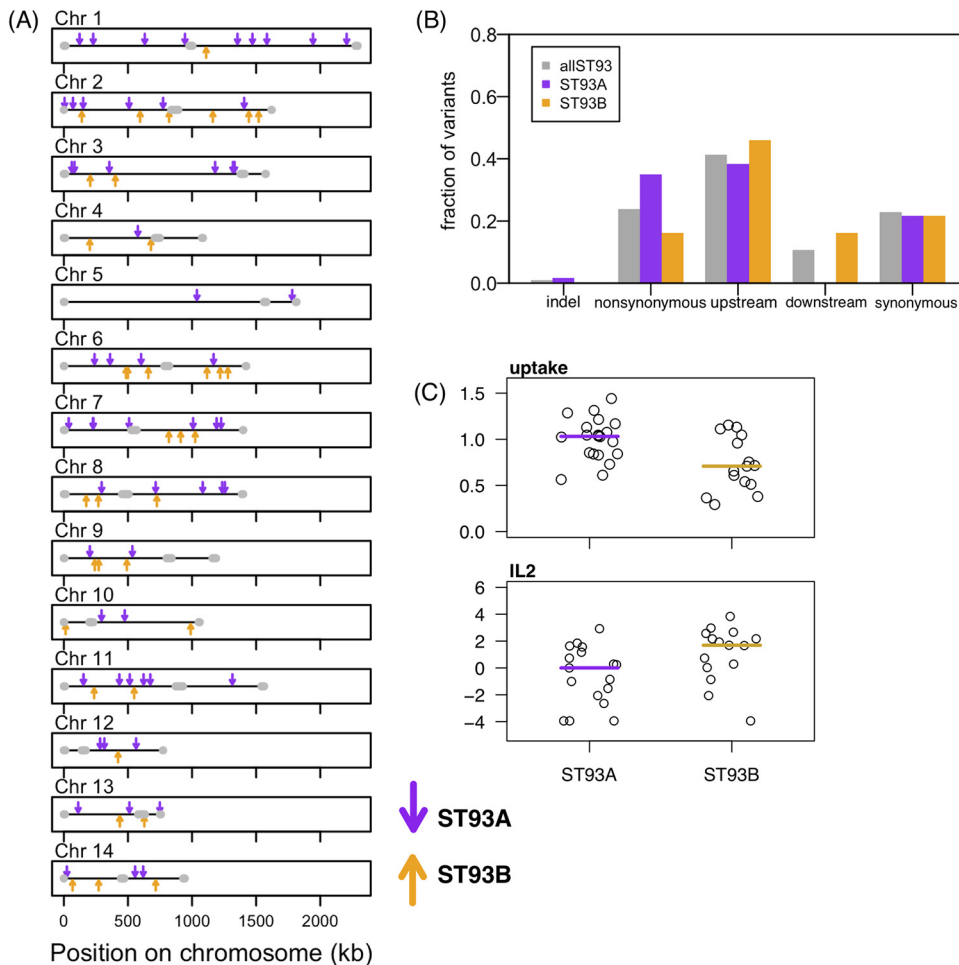 (A)
Chr 1
Chr 2
Chr 3
Chr 4
Chr 5
Chr 6
Chr 7
Chr 8
Chr 9
Chr 10
Chr 11
Chr 12
Chr 13
Chr 14
0 500 1000 1500 2000
Position on chromosome (kb)
ST93A
ST93B
(B)
0.8
0.6
0.4
0.2
0.0
fraction of variants
allST93
ST93A
ST93B
indel nonsynonymous upstream downstream synonymous
(C)
uptake
1.5
1.0
0.5
0.0
IL2
6
4
2
0
−2
−4
ST93A ST93B